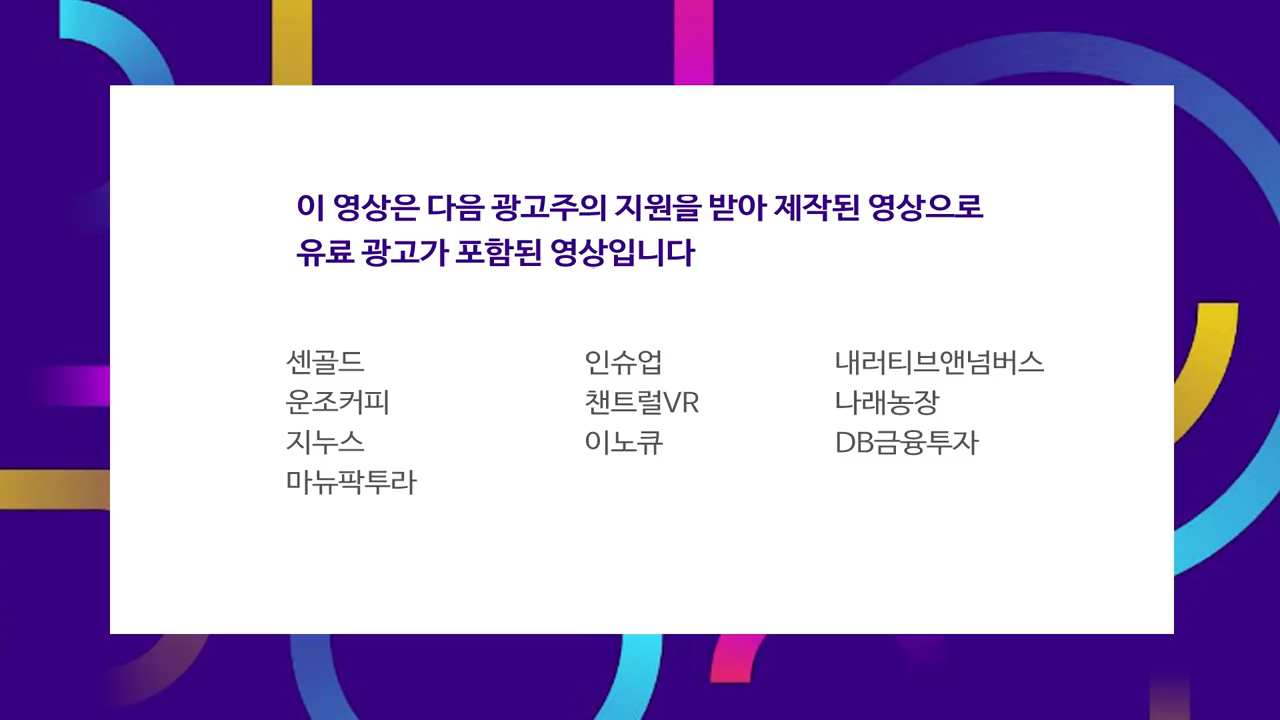 이 영상은 다음 광고주의 지원을 받아 제작된 영상으로
유료 광고가 포함된 영상입니다
센골드 인슈업 내러티브앤넘버스
운조커피 챈트럴VR 나래농장
지누스 이노큐 DB금융투자
마뉴팍투라